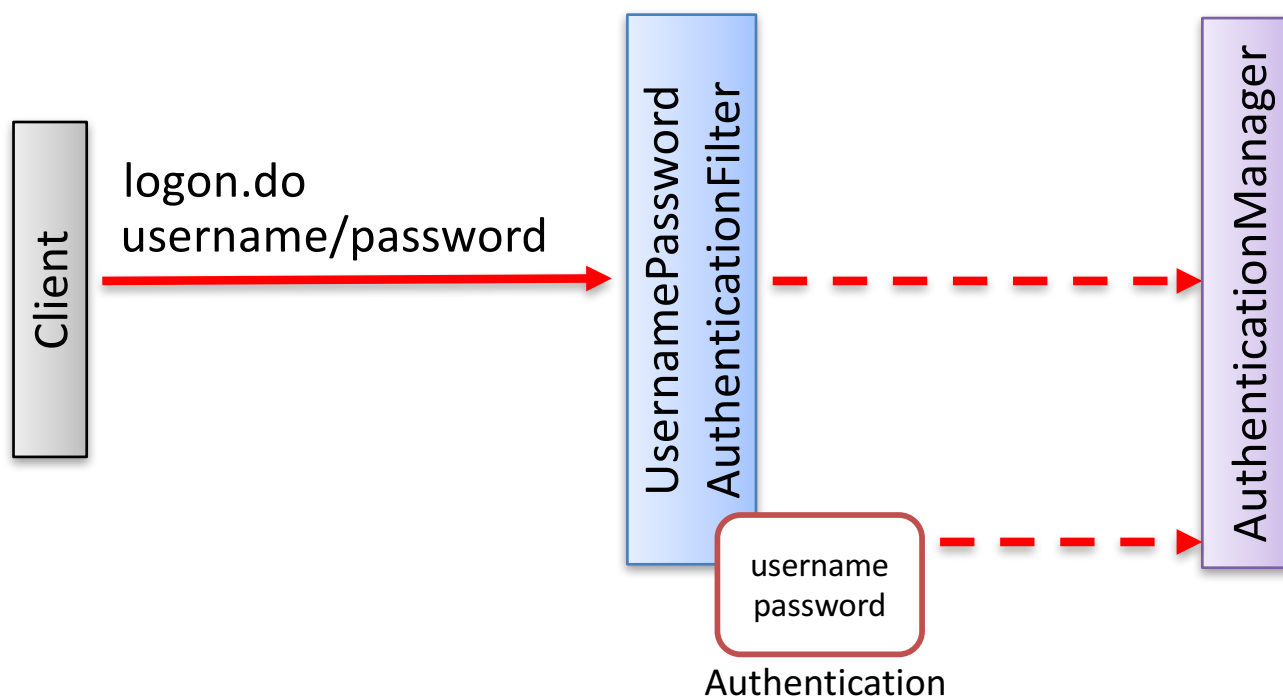 Client
logon.do
username/password
UsernamePassword
AuthenticationFilter
AuthenticationManager
username
password
Authentication